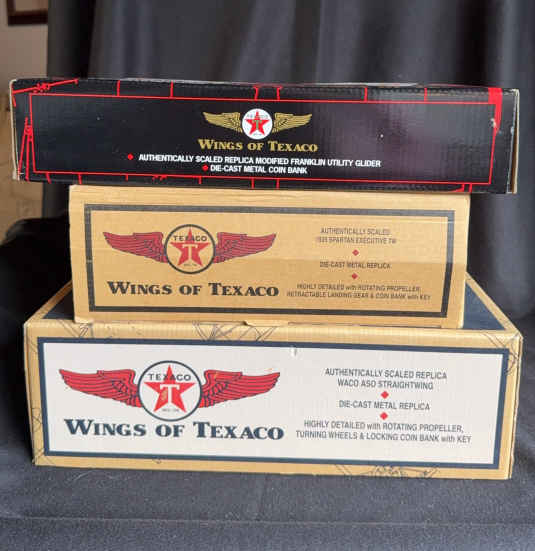 WINGS OF TEXACO
AUTHENTICALLY SCALED REPLICA MODIFIED FRANKLIN UTILITY GLIDER
DIE-CAST METAL COIN BANK
TEXACO
T
WINGS OF TEXACO
AUTHENTICALLY SCALED
1935 SPARTAN EXECUTIVE 7W
DIE-CAST METAL REPLICA
HIGHLY DETAILED with ROTATING PROPELLER,
RETRACTABLE LANDING GEAR & COIN BANK with KEY
TEXACO
T
WINGS OF TEXACO
AUTHENTICALLY SCALED REPLICA
WACO ASO STRAIGHTWING
DIE-CAST METAL REPLICA
HIGHLY DETAILED with ROTATING PROPELLER,
TURNING WHEELS & LOCKING COIN BANK with KEY